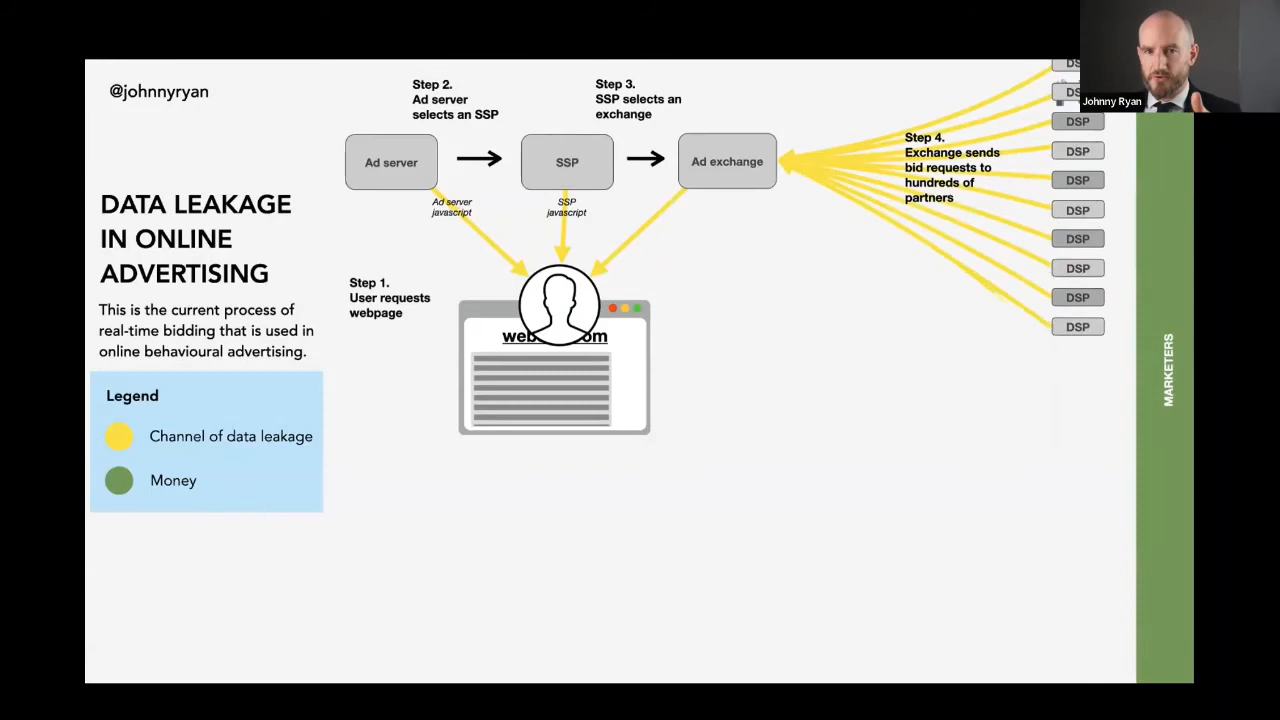 @johnnyryan
DATA LEAKAGE
IN ONLINE
ADVERTISING
This is the current process of
real-time bidding that is used in
online behavioural advertising.
Legend
Channel of data leakage
Money
Step 1.
User requests
webpage
Step 2.
Ad server
selects an SSP
Step 3.
SSP selects an
exchange
Ad server
SSP
Ad exchange
Ad server
javascript
SSP
javascript
Step 4.
Exchange sends
bid requests to
hundreds of
partners
DSP
DSP
DSP
DSP
DSP
DSP
DSP
DSP
MARKETERS
Johnny Ryan